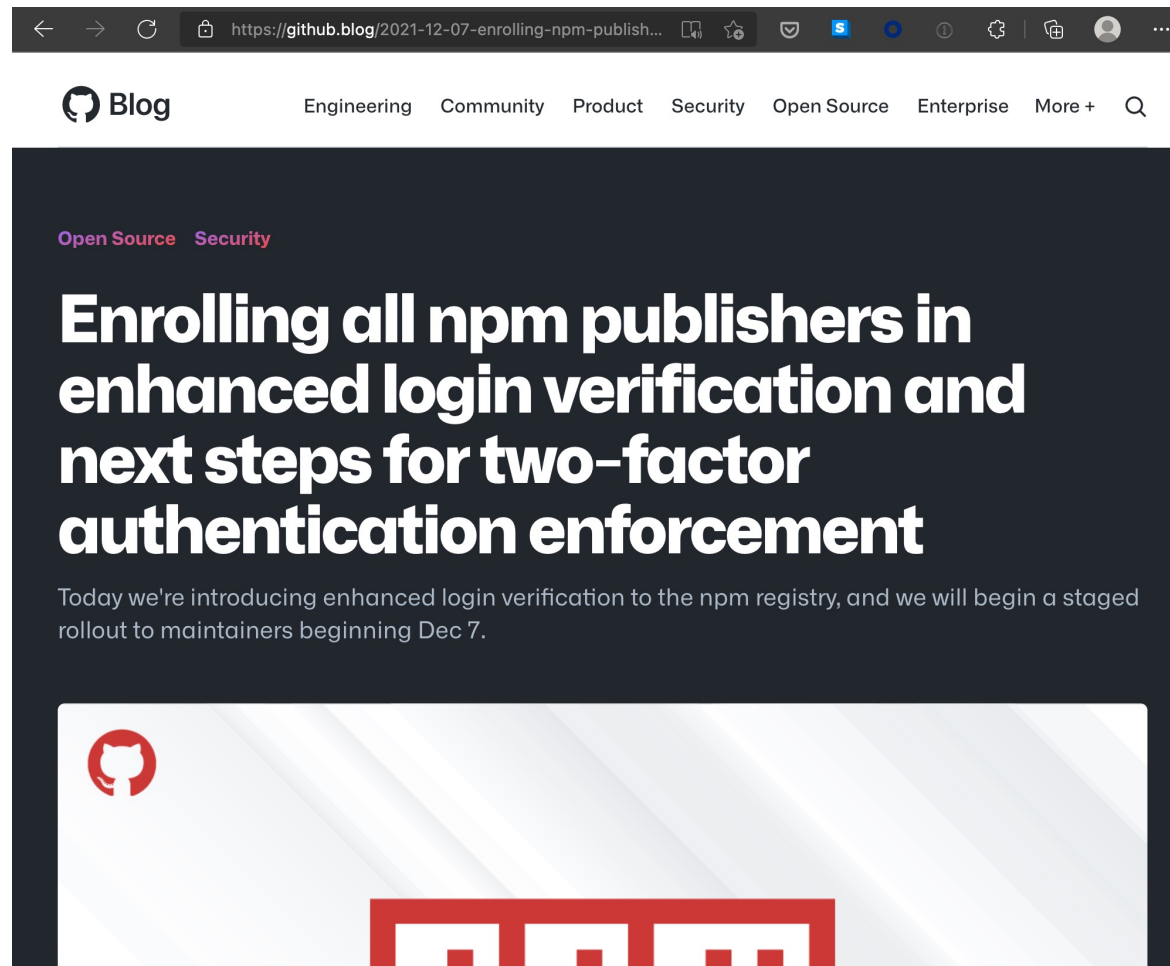 https://github.blog/2021-12-07-enrolling-npm-publish...
Blog
Engineering Community Product Security Open Source Enterprise More +
Open Source Security
Enrolling all npm publishers in
enhanced login verification and
next steps for two-factor
authentication enforcement
Today we're introducing enhanced login verification to the npm registry, and we will begin a staged
rollout to maintainers beginning Dec 7.